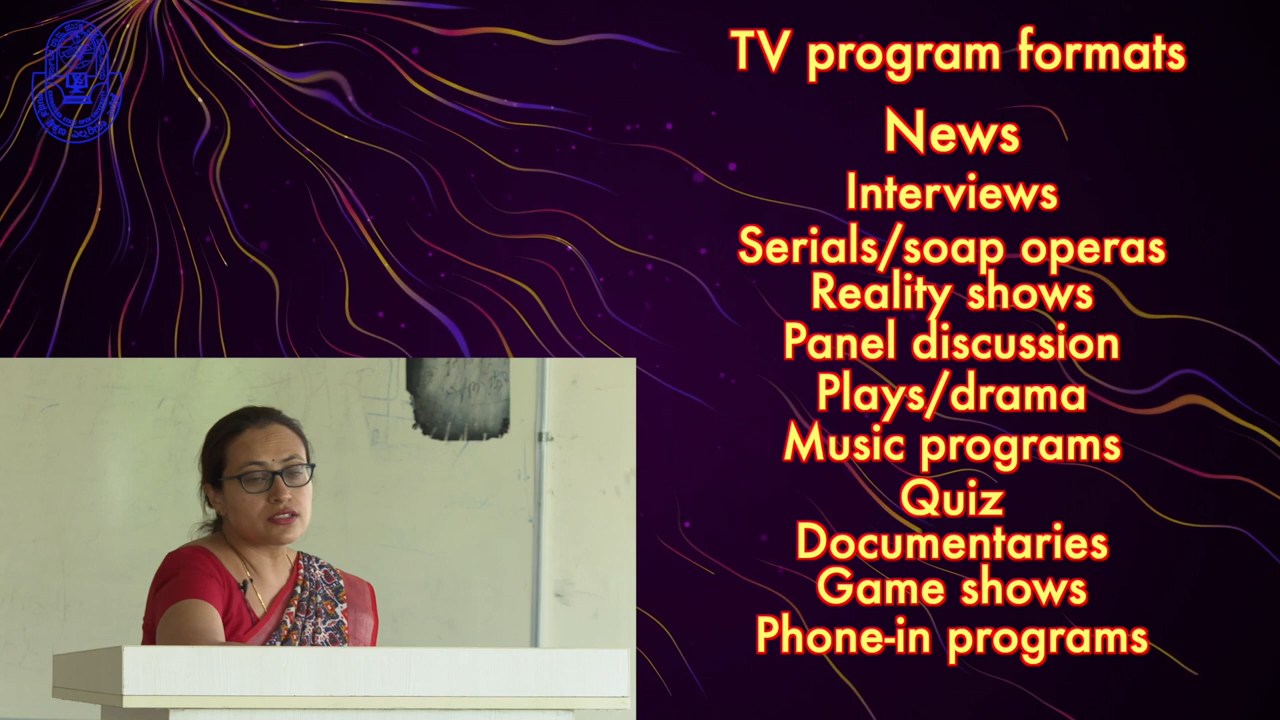 TV program formats
News
Interviews
Serials/soap operas
Reality shows
Panel discussion
Plays/drama
Music programs
Quiz
Documentaries
Game shows
Phone-in programs